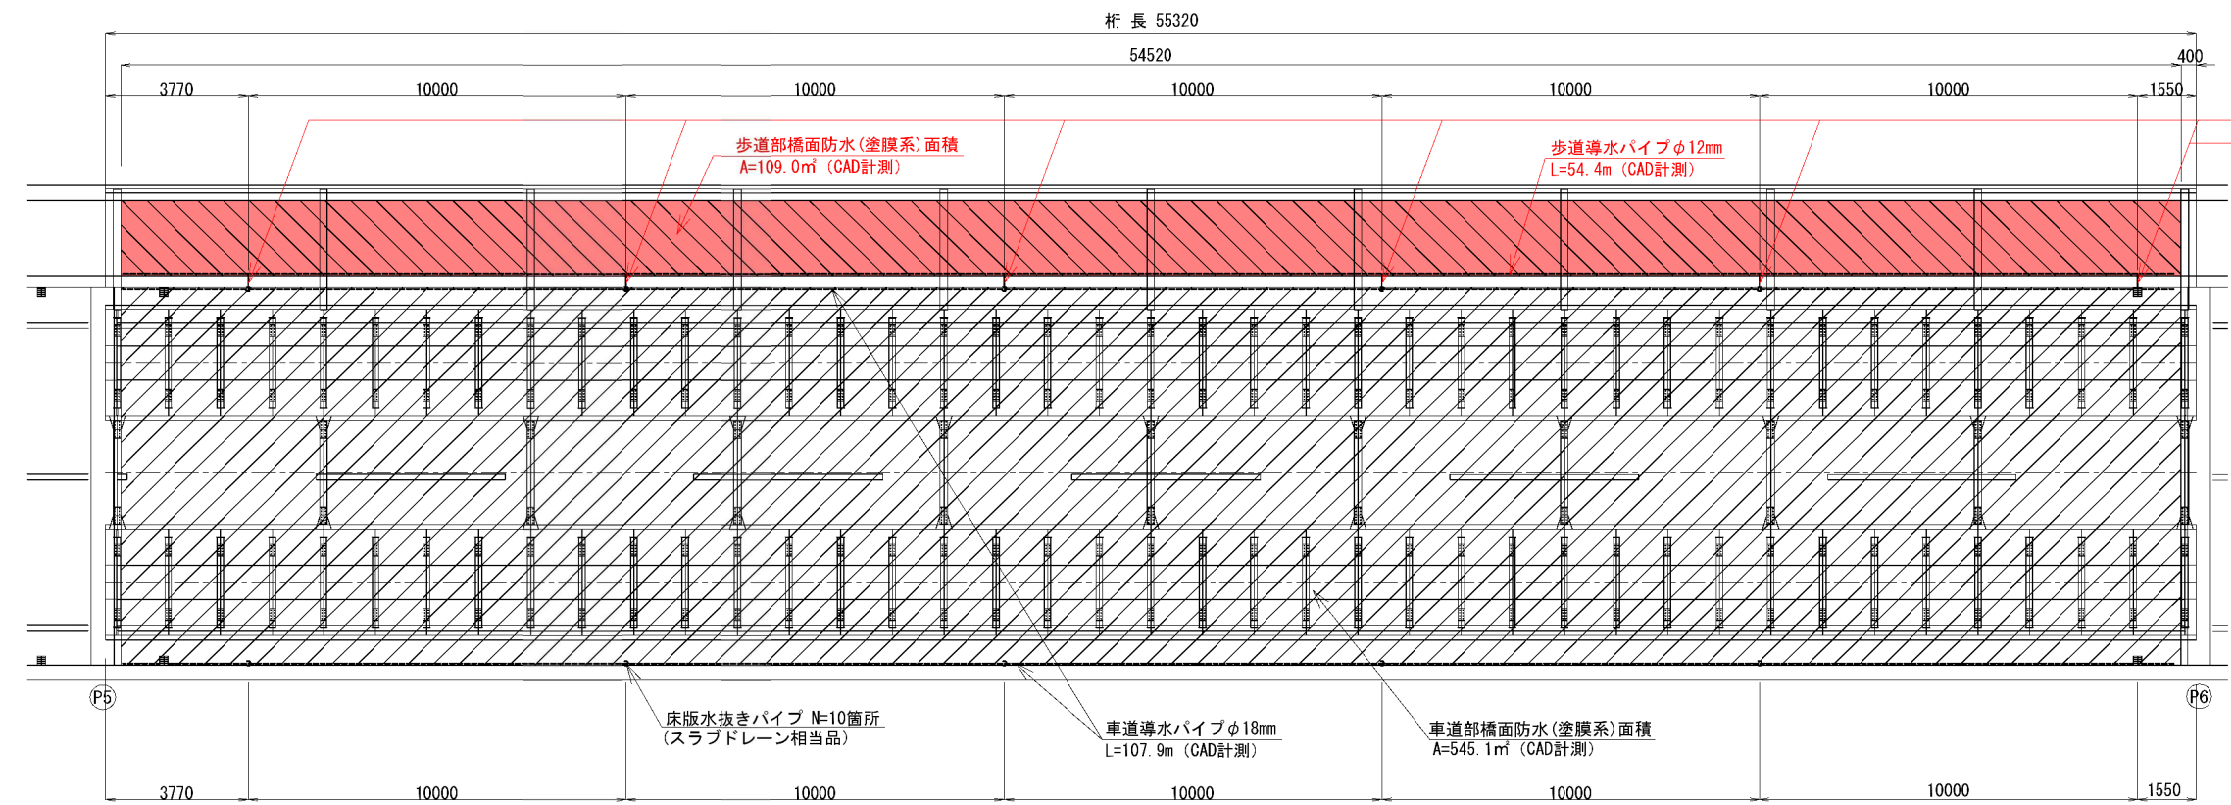 桁 長 55320
54520
400
3770 10000 10000 10000 10000 10000 1550
歩道部橋面防水(塗膜系)面積
A=109.0㎡ (CAD計測)
歩道導水パイプφ12mm
L=54.4m (CAD計測)
P5
P6
床版水抜きパイプ N=10箇所
(スラブドレーン相当品)
車道導水パイプφ18mm
L=107.9m (CAD計測)
車道部橋面防水(塗膜系)面積
A=545.1㎡ (CAD計測)
3770 10000 10000 10000 10000 10000 1550